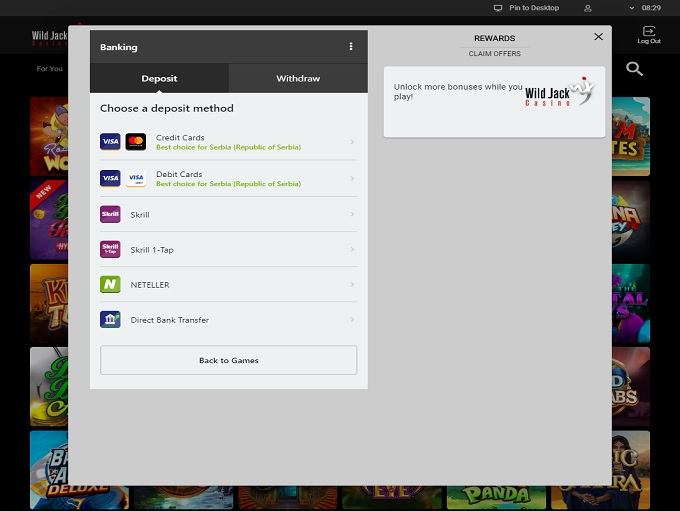 Pin to Desktop
08:29
Wild Jack
Casino
Log Out
For You
Banking
Deposit
Withdraw
Choose a deposit method
VISA
Credit Cards
Best choice for Serbia (Republic of Serbia)
VISA
VISA
Debit Cards
Best choice for Serbia (Republic of Serbia)
Skrill
Skrill
Skrill
1-Tap
Skrill 1-Tap
N
NETELLER
Direct Bank Transfer
Back to Games
REWARDS
CLAIM OFFERS
Unlock more bonuses while you
play!
Wild Jack
Casino
NEW
DELUXE
PANDA